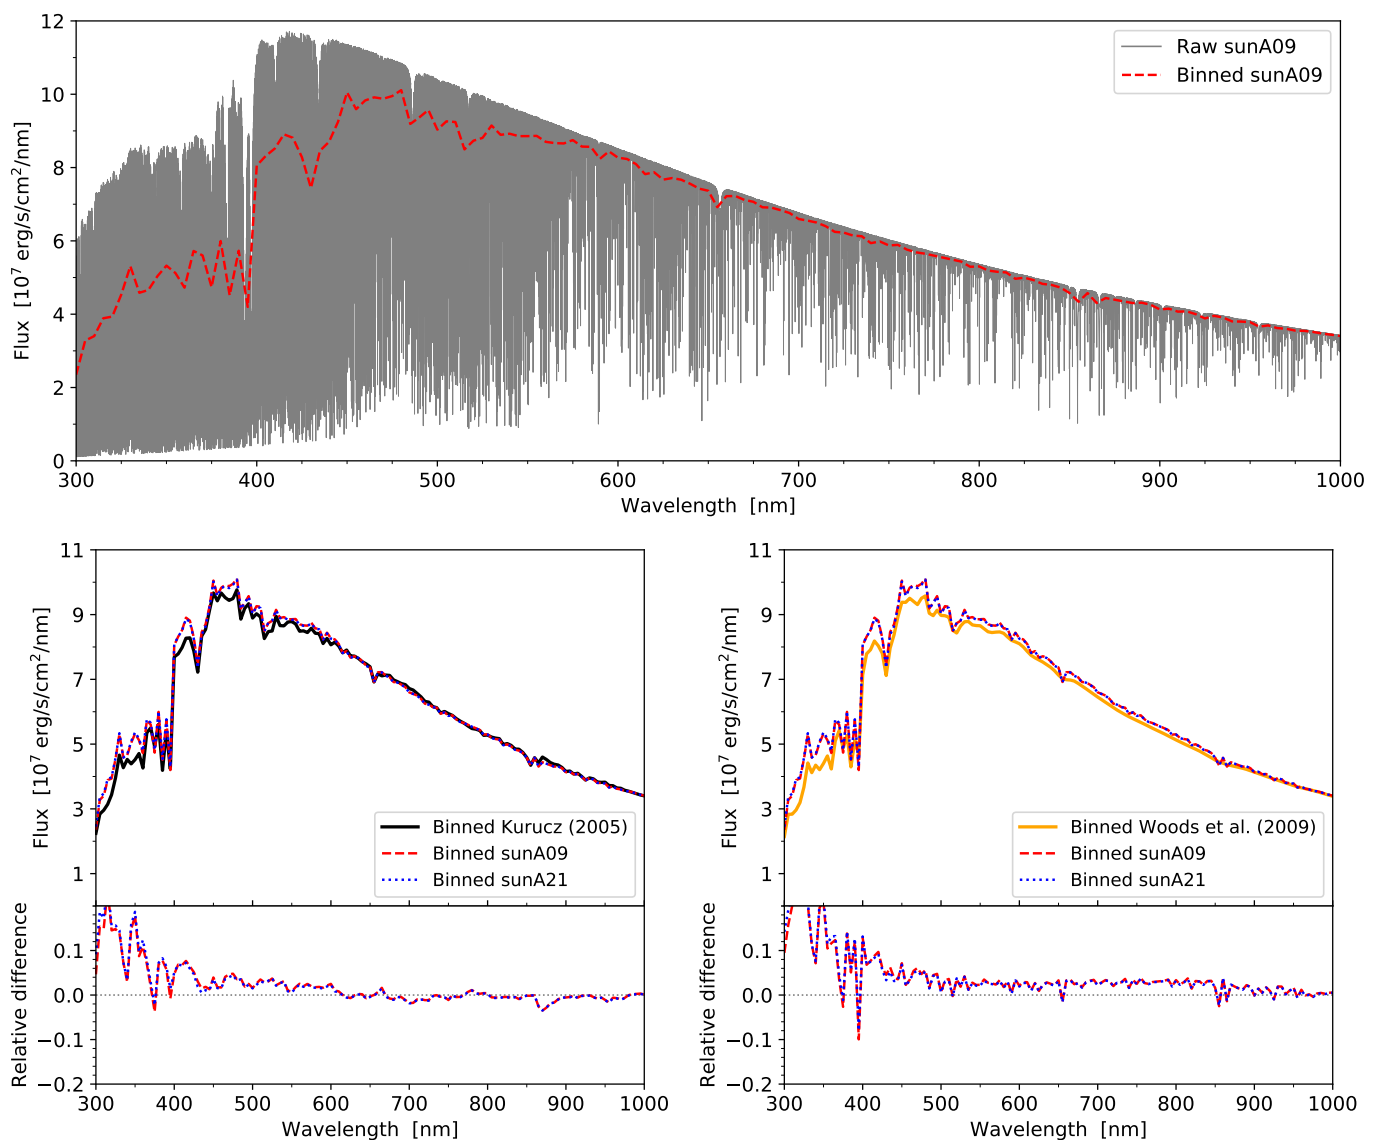 12
10
8
6
4
2
0
Flux [10⁷ erg/s/cm²/nm]
Raw sunA09
Binned sunA09
300 400 500 600 700 800 900 1000
Wavelength [nm]
11
9
7
5
3
1
Flux [10⁷ erg/s/cm²/nm]
Binned Kurucz (2005)
Binned sunA09
Binned sunA21
0.1
0.0
−0.1
−0.2
Relative difference
300 400 500 600 700 800 900 1000
Wavelength [nm]
11
9
7
5
3
1
Flux [10⁷ erg/s/cm²/nm]
Binned Woods et al. (2009)
Binned sunA09
Binned sunA21
0.1
0.0
−0.1
−0.2
Relative difference
300 400 500 600 700 800 900 1000
Wavelength [nm]